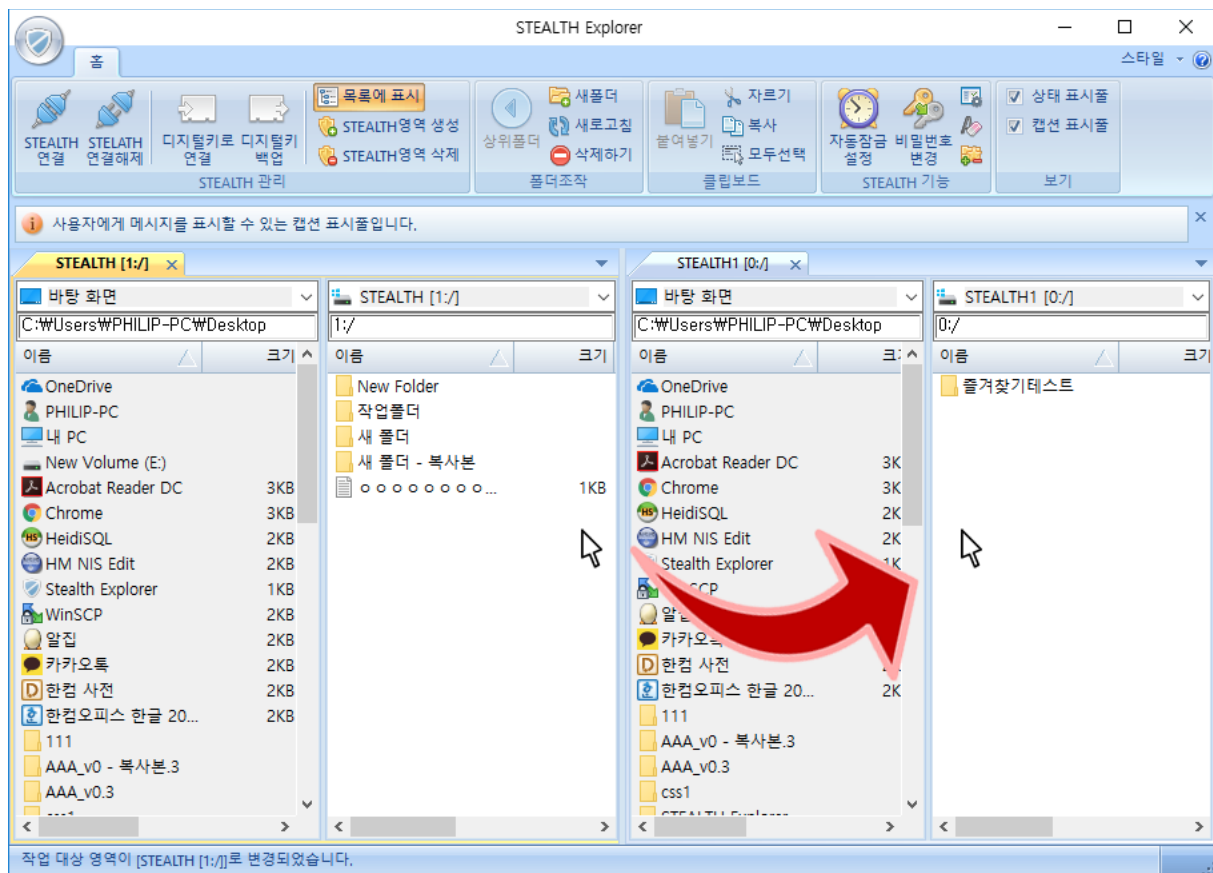 STEALTH Explorer
홈
스타일
STEALTH 연결
STELATH 연결해제
디지털키로 연결
디지털키 백업
목록에 표시
STEALTH영역 생성
STEALTH영역 삭제
STEALTH 관리
상위폴더
새폴더
새로고침
삭제하기
폴더조작
붙여넣기
자르기
복사
모두선택
클립보드
자동잠금 설정
비밀번호 변경
STEALTH 기능
상태 표시줄
캡션 표시줄
보기
사용자에게 메시지를 표시할 수 있는 캡션 표시줄입니다.
STEALTH [1:/]
STEALTH1 [0:/]
바탕 화면
C:₩Users₩PHILIP-PC₩Desktop
이름 크기
OneDrive
PHILIP-PC
내 PC
New Volume (E:)
Acrobat Reader DC 3KB
Chrome 3KB
HeidiSQL 2KB
HM NIS Edit 2KB
Stealth Explorer 1KB
WinSCP 2KB
알집 2KB
카카오톡 2KB
한컴 사전 2KB
한컴오피스 한글 20... 2KB
111
AAA_v0 - 복사본.3
AAA_v0.3
STEALTH [1:/]
1:/
이름 크기
New Folder
작업폴더
새 폴더
새 폴더 - 복사본
ㅇㅇㅇㅇㅇㅇㅇㅇ... 1KB
바탕 화면
C:₩Users₩PHILIP-PC₩Desktop
이름
OneDrive
PHILIP-PC
내 PC
Acrobat Reader DC 3K
Chrome 3K
HeidiSQL 2K
HM NIS Edit 2K
Stealth Explorer 1K
카카오톡
한컴 사전
한컴오피스 한글 20... 2K
111
AAA_v0 - 복사본.3
AAA_v0.3
css1
STEALTH1 [0:/]
0:/
이름 크기
즐겨찾기테스트
작업 대상 영역이 [STEALTH [1:/]]로 변경되었습니다.